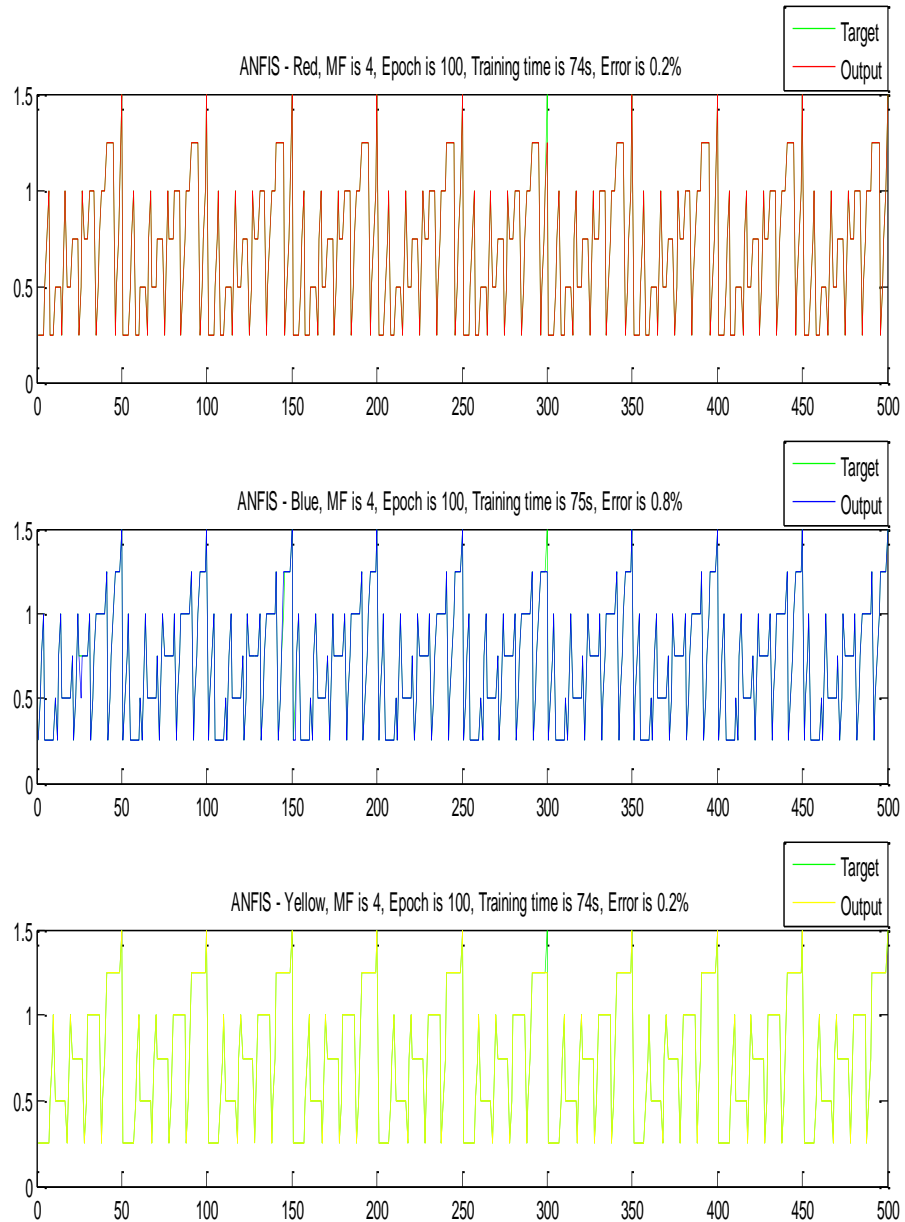 Target
Output
ANFIS - Red, MF is 4, Epoch is 100, Training time is 74s, Error is 0.2%
1.5
1
0.5
0
0 50 100 150 200 250 300 350 400 450 500
Target
Output
ANFIS - Blue, MF is 4, Epoch is 100, Training time is 75s, Error is 0.8%
1.5
1
0.5
0
0 50 100 150 200 250 300 350 400 450 500
Target
Output
ANFIS - Yellow, MF is 4, Epoch is 100, Training time is 74s, Error is 0.2%
1.5
1
0.5
0
0 50 100 150 200 250 300 350 400 450 500